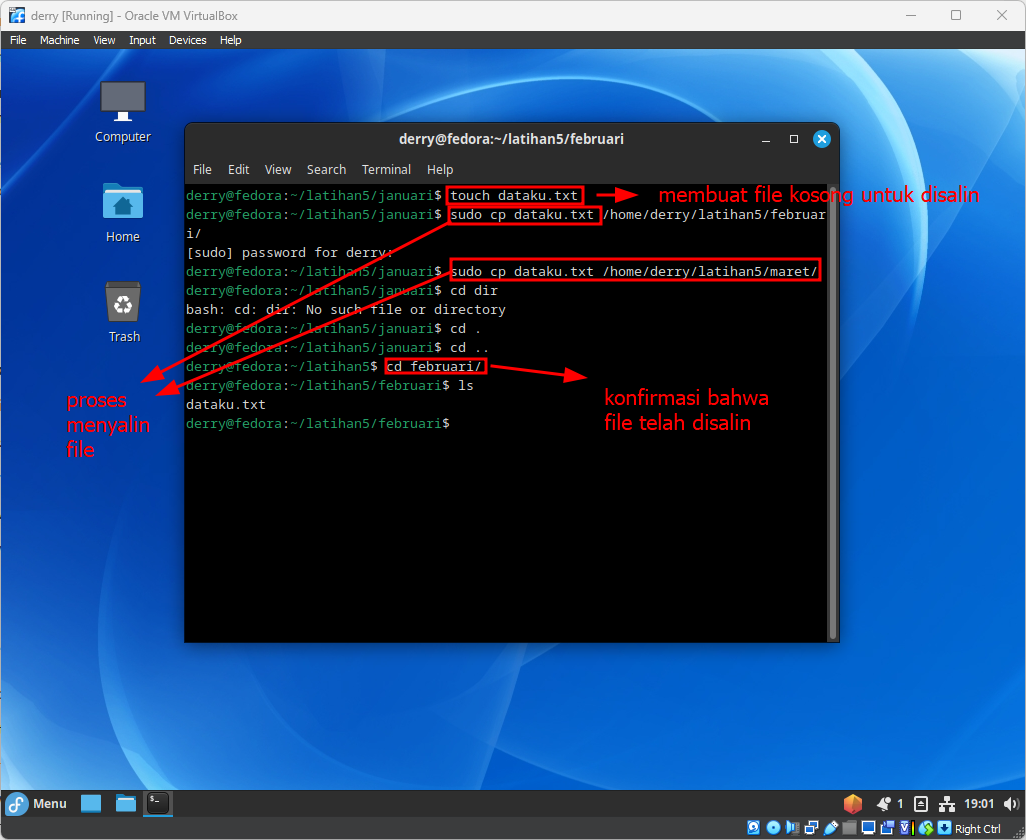 derry [Running] - Oracle VM VirtualBox
File Machine View Input Devices Help
Computer
Home
Trash
derry@fedora:~/latihan5/februari
File Edit View Search Terminal Help
derry@fedora:~/latihan5/januari$ touch dataku.txt
membuat file kosong untuk disalin
derry@fedora:~/latihan5/januari$ sudo cp dataku.txt /home/derry/latihan5/februar
i/
[sudo] password for derry:
derry@fedora:~/latihan5/januari$ sudo cp dataku.txt /home/derry/latihan5/maret/
derry@fedora:~/latihan5/januari$ cd dir
bash: cd: dir: No such file or directory
derry@fedora:~/latihan5/januari$ cd .
derry@fedora:~/latihan5/januari$ cd ..
derry@fedora:~/latihan5$ cd februari/
derry@fedora:~/latihan5/februari$ ls
dataku.txt
derry@fedora:~/latihan5/februari$
proses
menyalin
file
konfirmasi bahwa
file telah disalin
Menu
1
19:01
Right Ctrl